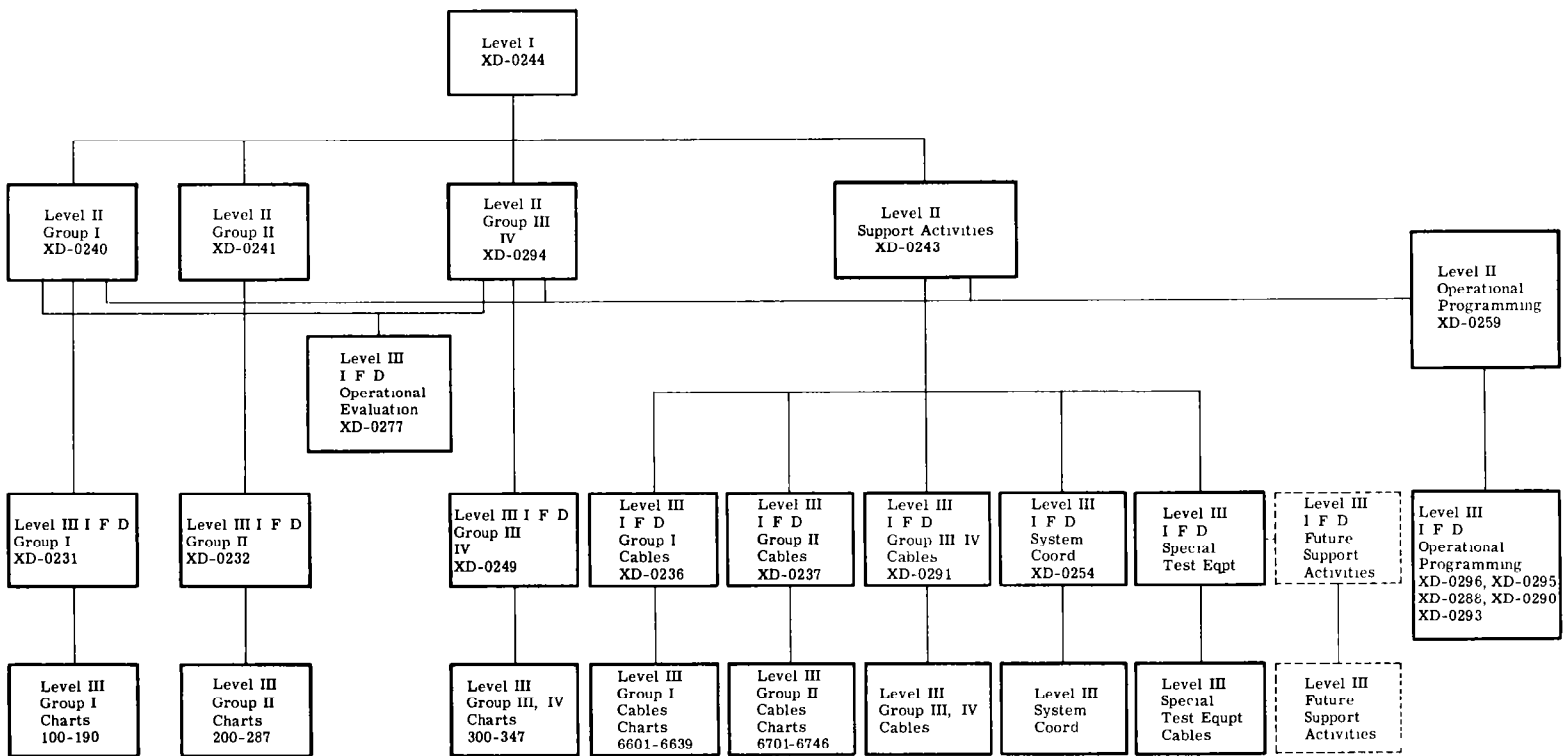 Level I
XD-0244
Level II
Group I
XD-0240
Level II
Group II
XD-0241
Level II
Group III
IV
XD-0294
Level II
Support Activities
XD-0243
Level II
Operational
Programming
XD-0259
Level III
I F D
Operational
Evaluation
XD-0277
Level III I F D
Group I
XD-0231
Level III I F D
Group II
XD-0232
Level III I F D
Group III
IV
XD-0249
Level III
I F D
Group I
Cables
XD-0236
Level III
I F D
Group II
Cables
XD-0237
Level III
I F D
Group III IV
Cables
XD-0291
Level III
I F D
System
Coord
XD-0254
Level III
I F D
Special
Test Eqpt
Level III
I F D
Future
Support
Activities
Level III
I F D
Operational
Programming
XD-0296, XD-0295
XD-0288, XD-0290
XD-0293
Level III
Group I
Charts
100-190
Level III
Group II
Charts
200-287
Level III
Group III, IV
Charts
300-347
Level III
Group I
Cables
Charts
6601-6639
Level III
Group II
Cables
Charts
6701-6746
Level III
Group III, IV
Cables
Level III
System
Coord
Level III
Special
Test Equpt
Cables
Level III
Future
Support
Activities